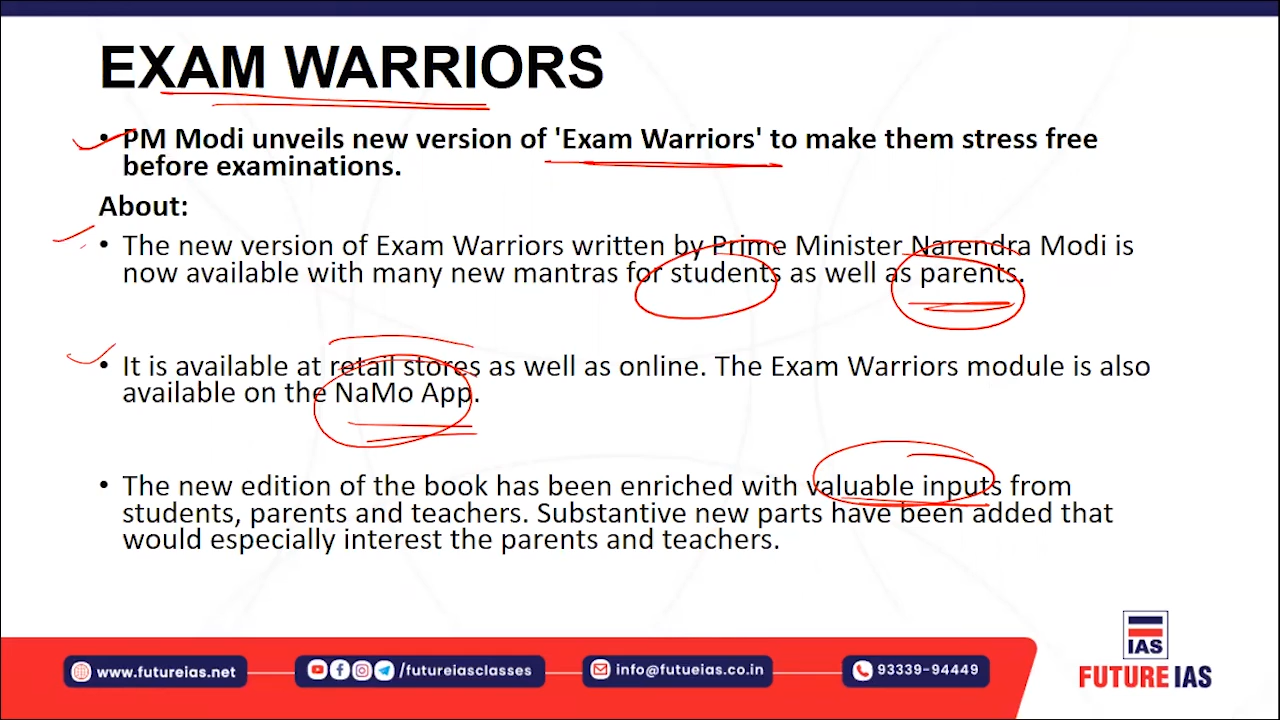 EXAM WARRIORS
• PM Modi unveils new version of 'Exam Warriors' to make them stress free
before examinations.
About:
• The new version of Exam Warriors written by Prime Minister Narendra Modi is
now available with many new mantras for students as well as parents.
• It is available at retail stores as well as online. The Exam Warriors module is also
available on the NaMo App.
• The new edition of the book has been enriched with valuable inputs from
students, parents and teachers. Substantive new parts have been added that
would especially interest the parents and teachers.
IAS
FUTURE IAS
www.futureias.net
/futureiasclasses
info@futueias.co.in
93339-94449